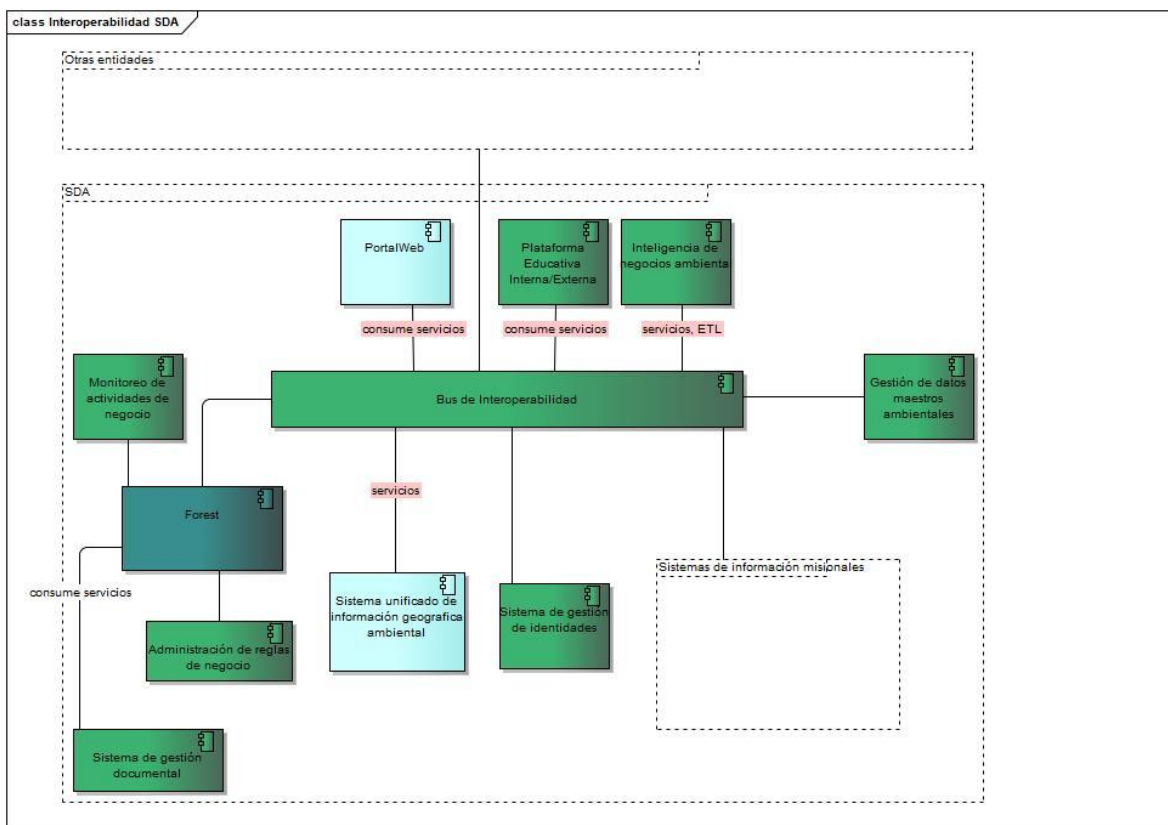 class Interoperabilidad SDA
Otras entidades
SDA
PortalWeb
Plataforma
Educativa
Interna/Externa
Inteligencia de
negocios ambiental
consume servicios
consume servicios
servicios, ETL
Monitoreo de
actividades de
negocio
Bus de Interoperabilidad
Gestión de datos
maestros
ambientales
servicios
Forest
consume servicios
Sistemas de información misionales
Sistema unificado de
información geografica
ambiental
Sistema de gestión
de identidades
Administración de reglas
de negocio
Sistema de gestión
documental